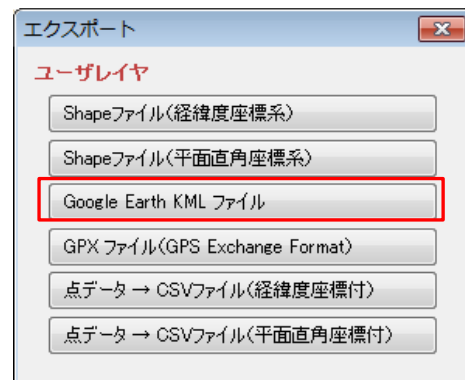 エクスポート
ユーザレイヤ
Shapeファイル(経緯度座標系)
Shapeファイル(平面直角座標系)
Google Earth KML ファイル
GPX ファイル(GPS Exchange Format)
点データ → CSVファイル(経緯度座標付)
点データ → CSVファイル(平面直角座標付)